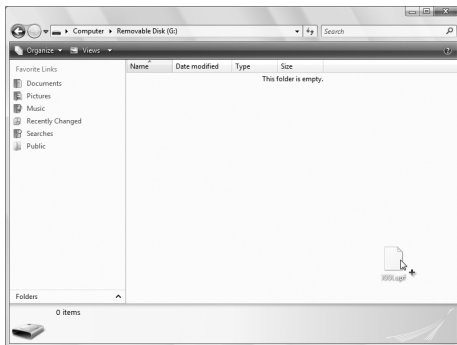 Computer ▸ Removable Disk (G:)
Search
Organize
Views
Favorite Links
Documents
Pictures
Music
Recently Changed
Searches
Public
Folders
Name
Date modified
Type
Size
This folder is empty.
0 items